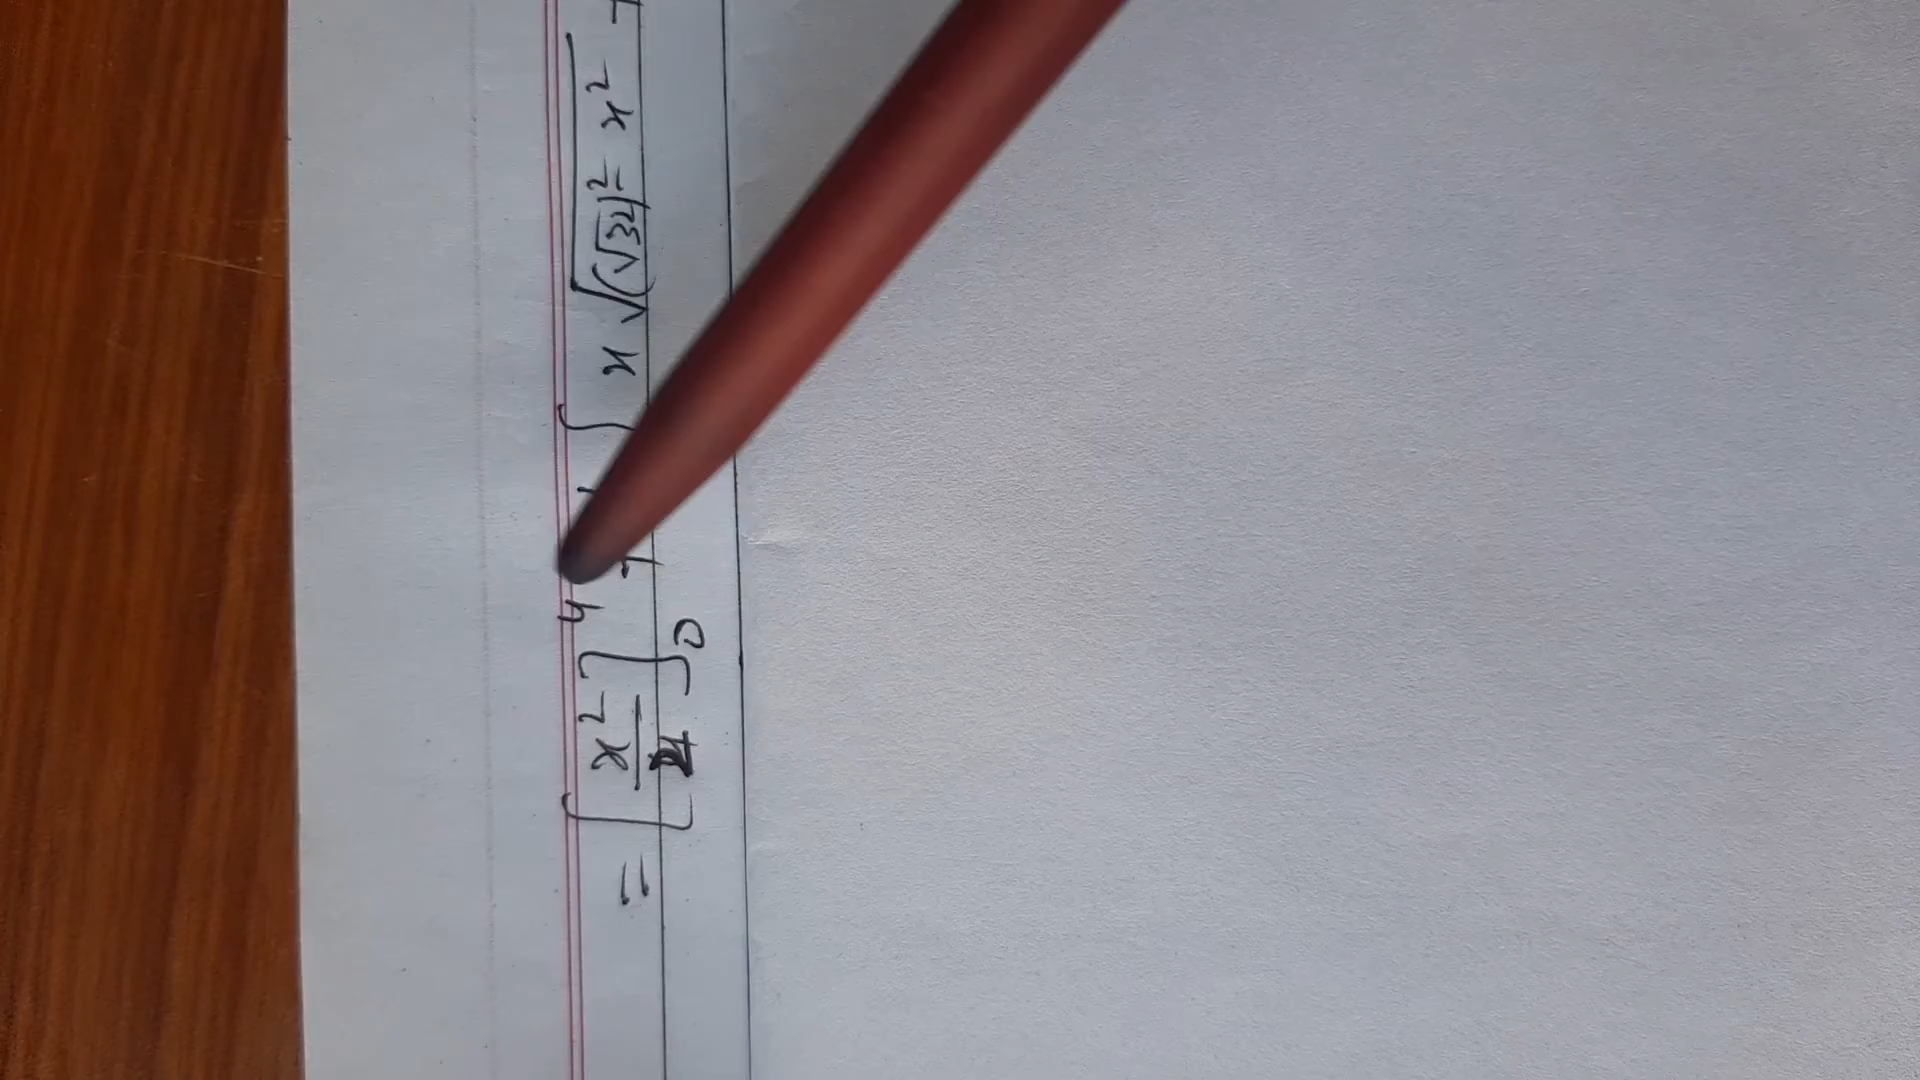 = [x²/2]₀⁴ + [x√((√32)² - x²